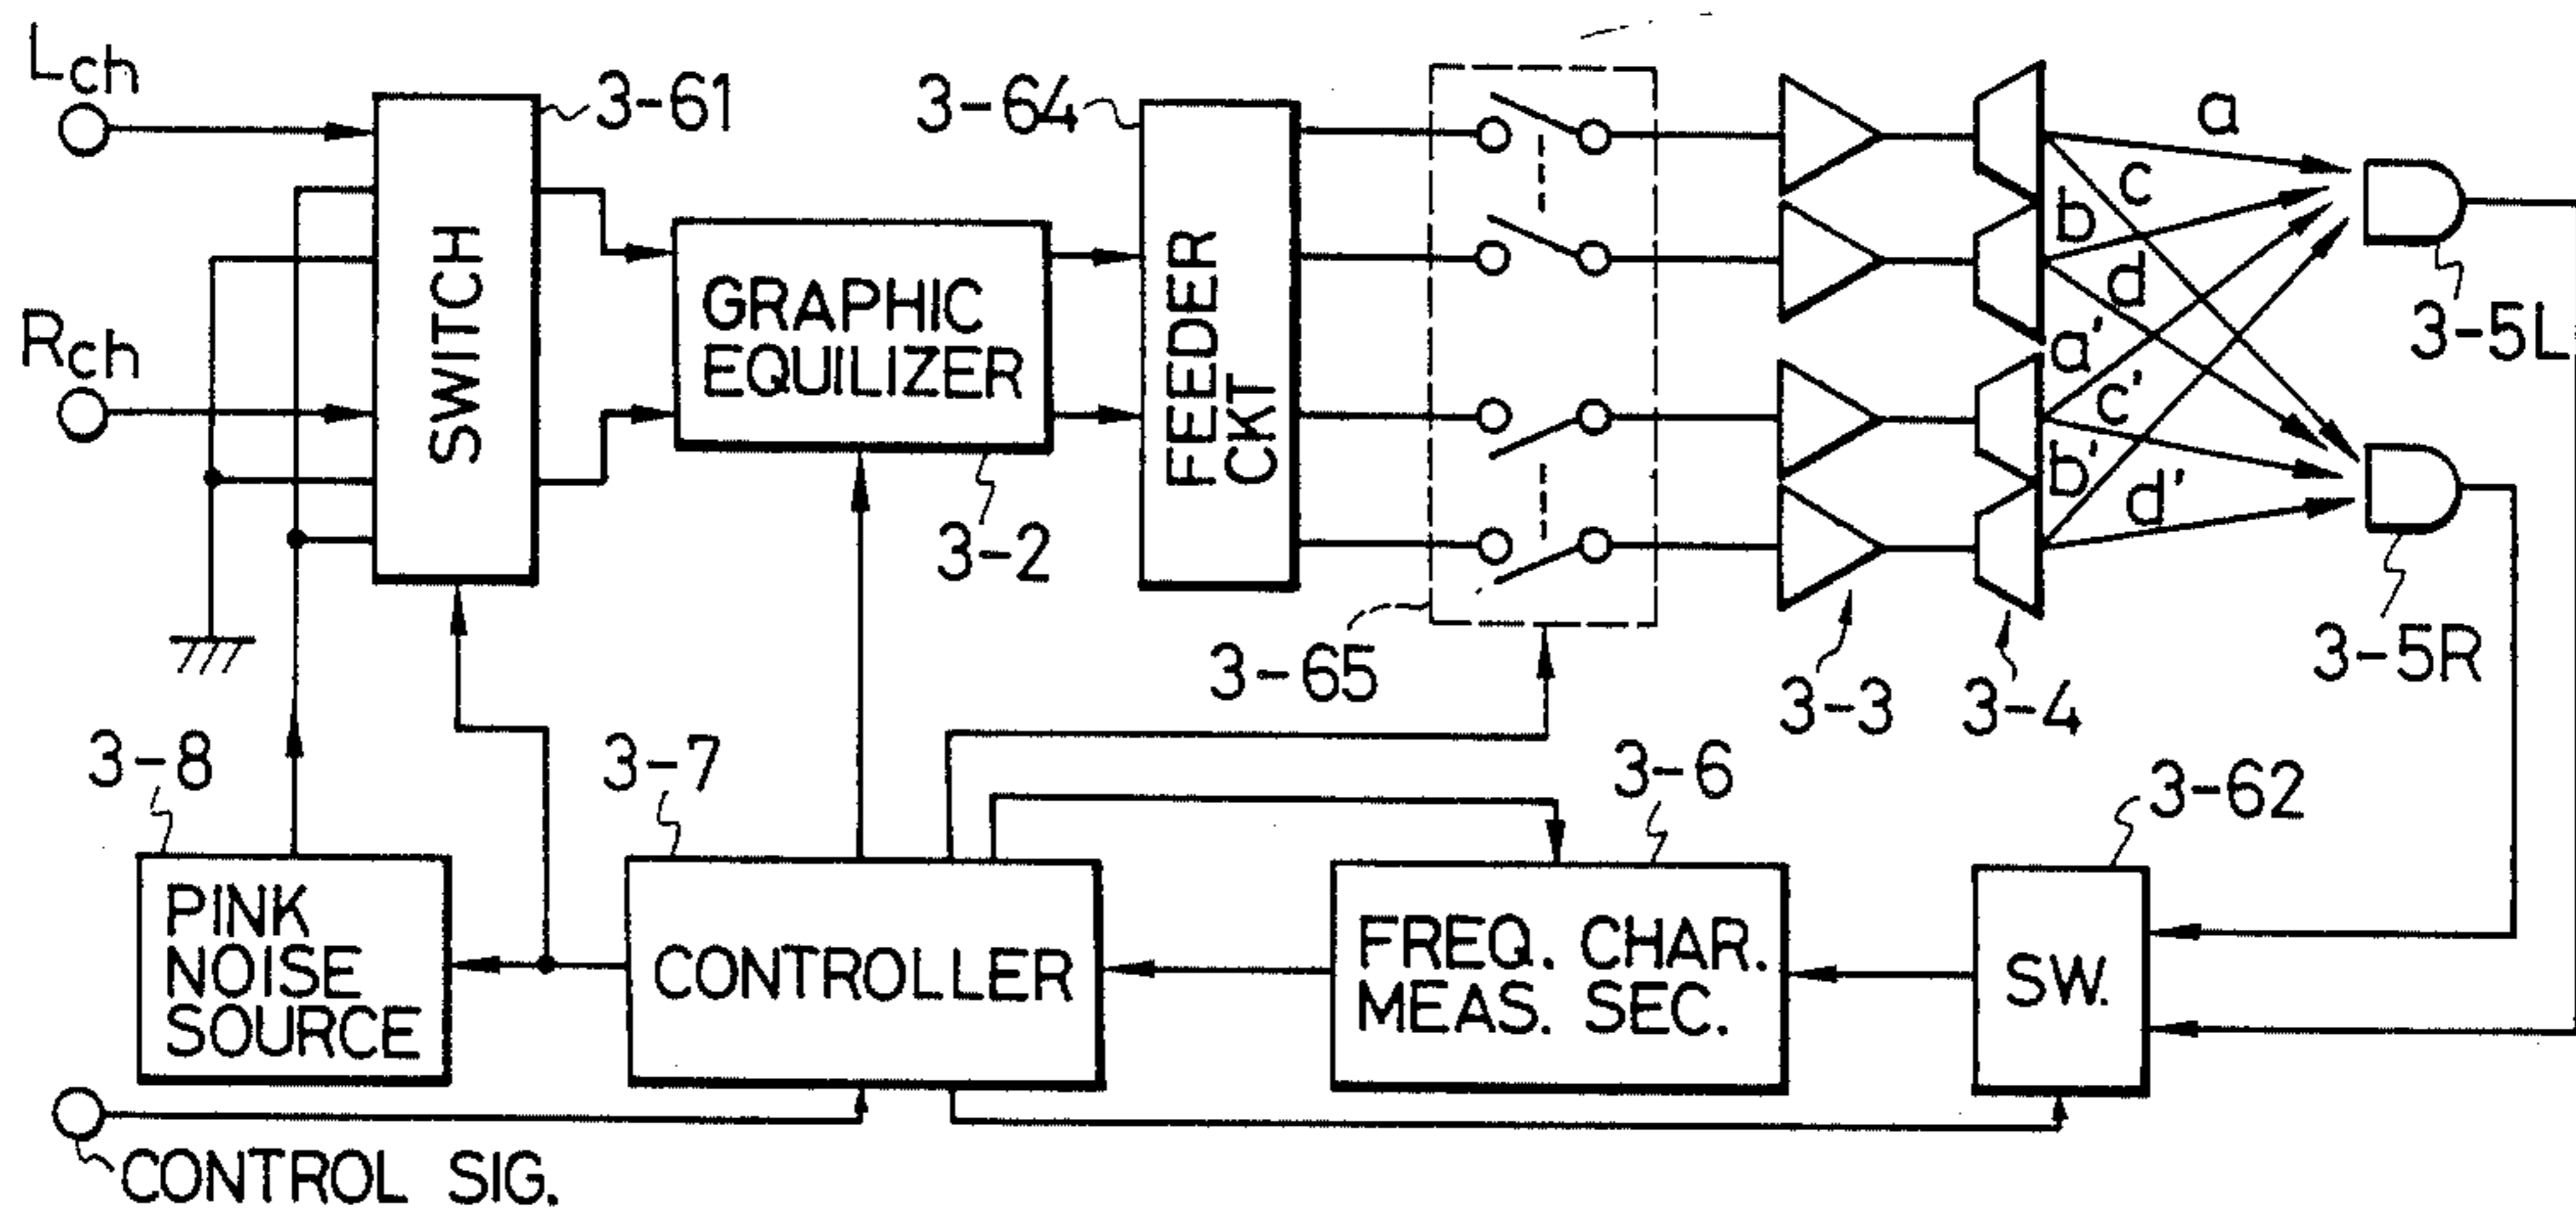 Lch
3-61
3-64
a
c
b
d
SWITCH
GRAPHIC
EQUILIZER
FEEDER
CKT
Rch
3-5L
a'
c'
b'
d'
3-2
3-65
3-3
3-4
3-5R
3-8
3-7
3-6
3-62
PINK
NOISE
SOURCE
CONTROLLER
FREQ. CHAR.
MEAS. SEC.
SW.
CONTROL SIG.